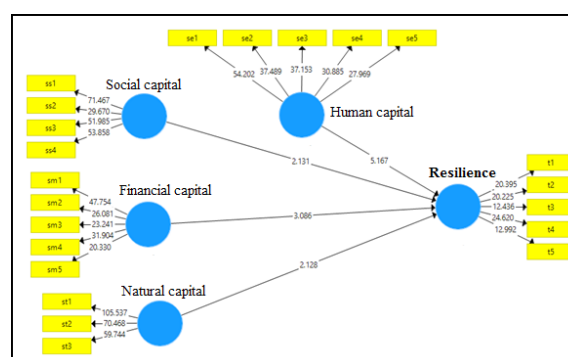 se1
se2
se3
se4
se5
54.202
37.489
37.153
30.885
27.969
Human capital
ss1
ss2
ss3
ss4
71.467
29.670
51.985
53.858
Social capital
2.131
5.167
Resilience
t1
t2
t3
t4
t5
20.395
20.225
12.436
24.620
12.992
sm1
sm2
sm3
sm4
sm5
47.754
26.081
23.241
31.904
20.330
Financial capital
3.086
2.128
Natural capital
st1
st2
st3
105.537
70.468
59.744